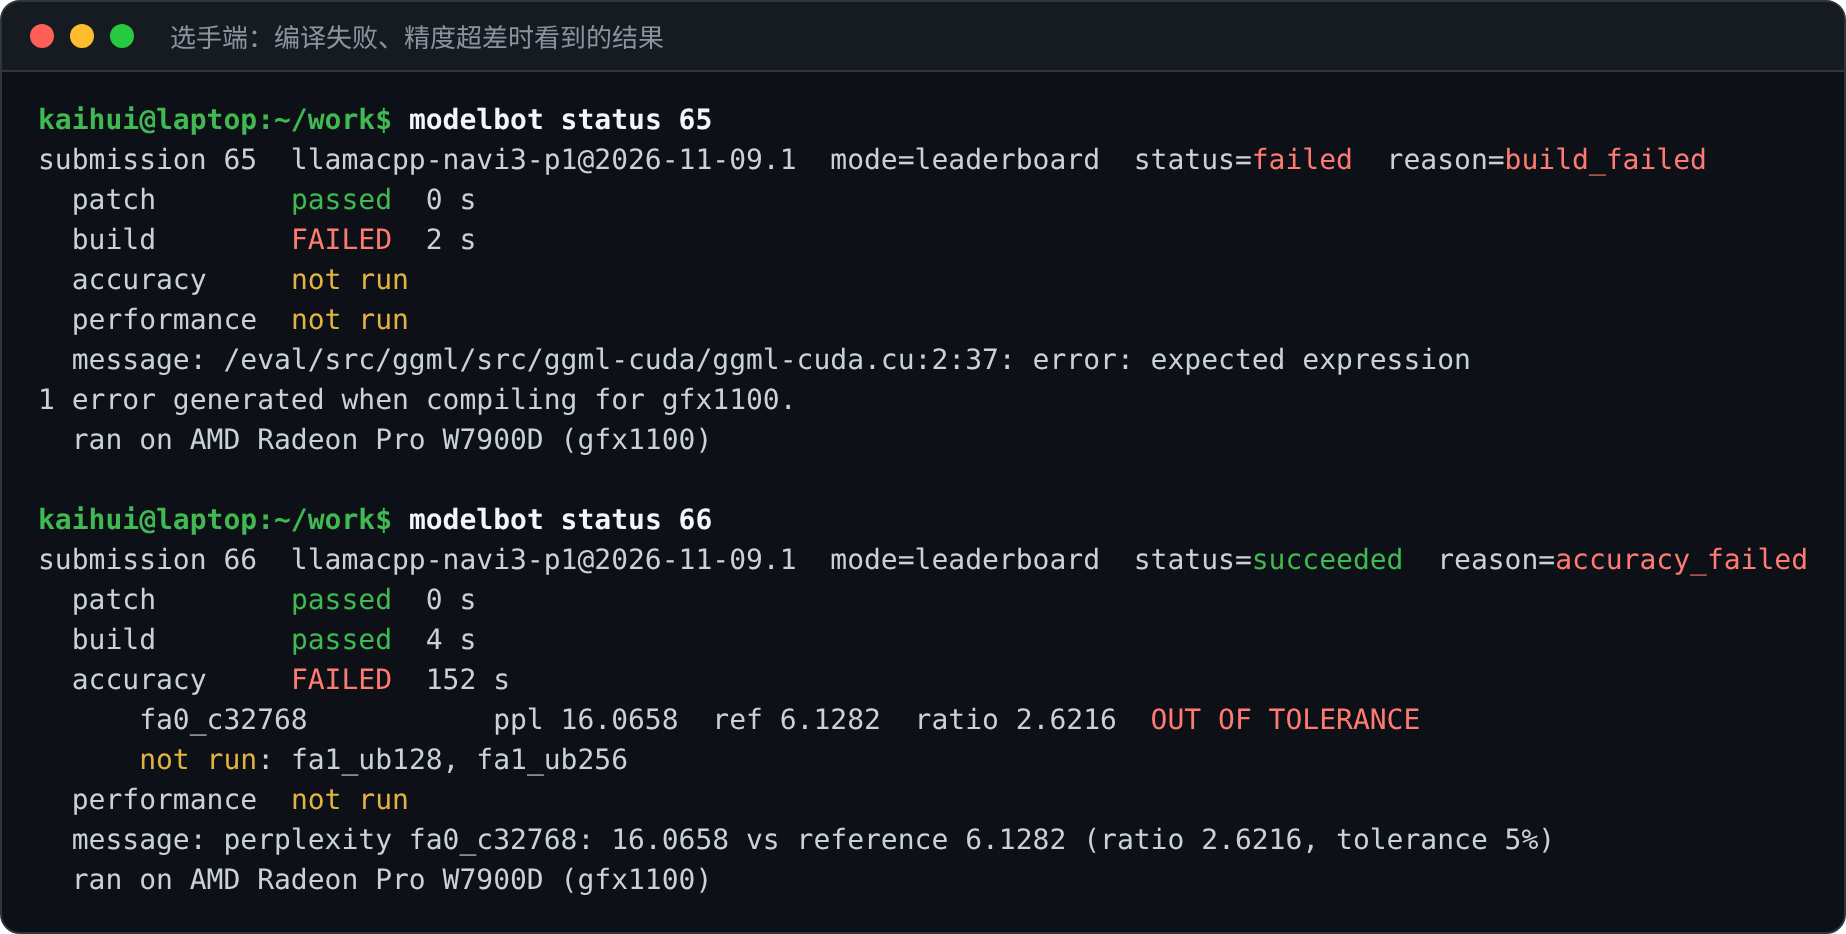 选手端：编译失败、精度超差时看到的结果
kaihui@laptop:~/work$ modelbot status 65
submission 65  llamacpp-navi3-p1@2026-11-09.1  mode=leaderboard  status=failed  reason=build_failed
  patch        passed  0 s
  build        FAILED  2 s
  accuracy     not run
  performance  not run
  message: /eval/src/ggml/src/ggml-cuda/ggml-cuda.cu:2:37: error: expected expression
1 error generated when compiling for gfx1100.
  ran on AMD Radeon Pro W7900D (gfx1100)
kaihui@laptop:~/work$ modelbot status 66
submission 66  llamacpp-navi3-p1@2026-11-09.1  mode=leaderboard  status=succeeded  reason=accuracy_failed
  patch        passed  0 s
  build        passed  4 s
  accuracy     FAILED  152 s
      fa0_c32768           ppl 16.0658  ref 6.1282  ratio 2.6216  OUT OF TOLERANCE
      not run: fa1_ub128, fa1_ub256
  performance  not run
  message: perplexity fa0_c32768: 16.0658 vs reference 6.1282 (ratio 2.6216, tolerance 5%)
  ran on AMD Radeon Pro W7900D (gfx1100)